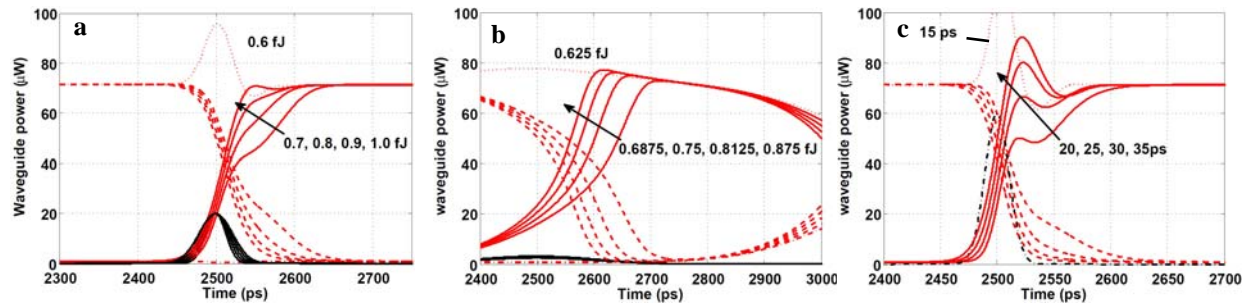 a
0.6 fJ
0.7, 0.8, 0.9, 1.0 fJ
Waveguide power (μW)
100
80
60
40
20
0
2300
2400
2500
2600
2700
Time (ps)
b
0.625 fJ
0.6875, 0.75, 0.8125, 0.875 fJ
Waveguide power (μW)
100
80
60
40
20
0
2400
2500
2600
2700
2800
2900
3000
Time (ps)
c
15 ps
20, 25, 30, 35ps
waveguide power (μW)
100
80
60
40
20
0
2400
2450
2500
2550
2600
2650
2700
Time (ps)